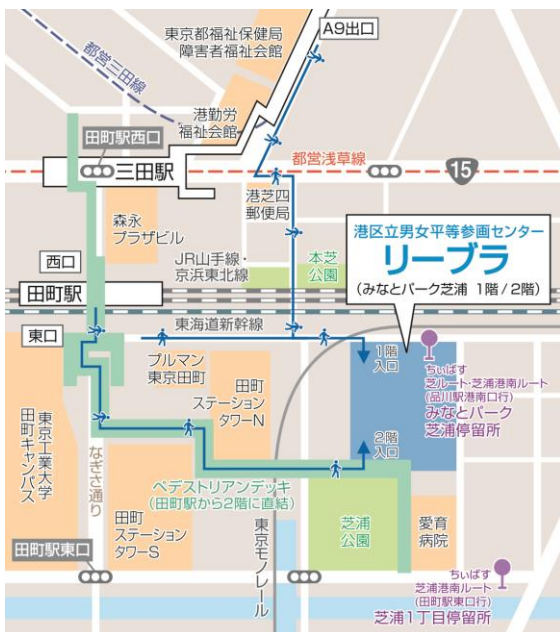 東京都福祉保健局
障害者福祉会館
A9出口
都営三田線
港勤労
福祉会館
田町駅西口
三田駅
都営浅草線
15
港芝四
郵便局
森永
プラザビル
港区立男女平等参画センター
リーブラ
(みなとパーク芝浦 1階/2階)
西口
JR山手線・
京浜東北線
本芝
公園
田町駅
東海道新幹線
東口
プルマン
東京田町
1階
入口
ちぃばす
芝ルート・芝浦港南ルート
(品川駅港南口行)
みなとパーク
芝浦停留所
田町
ステーション
タワーN
2階
入口
東京工業大学
田町キャンパス
なぎさ通り
ペデストリアンデッキ
(田町駅から2階に直結)
田町
ステーション
タワーS
東京モノレール
芝浦
公園
愛育
病院
田町駅東口
ちぃばす
芝浦港南ルート
(田町駅東口行)
芝浦1丁目停留所